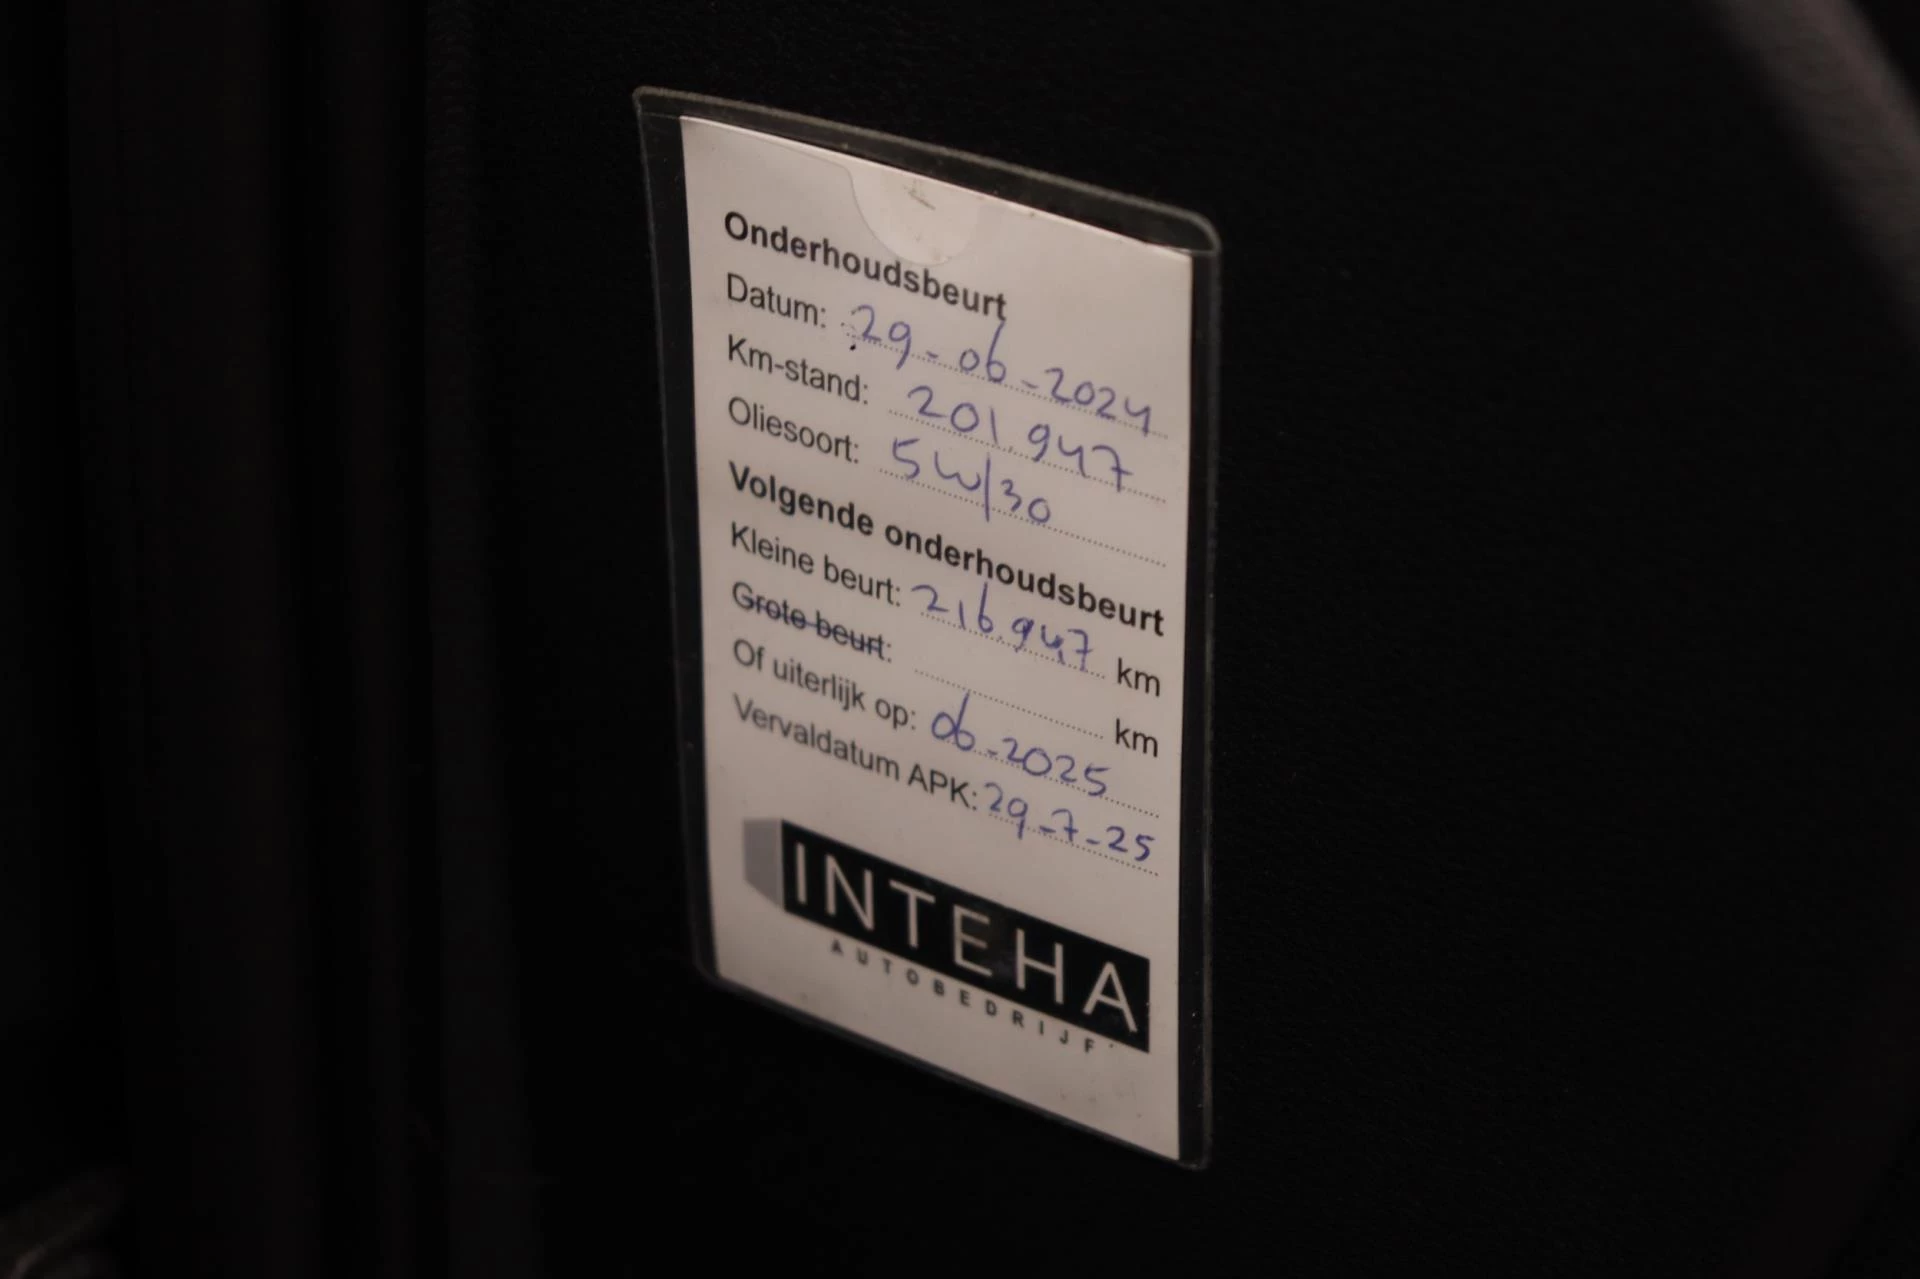 Onderhoudsbeurt
Datum: 29-06-2024
Km-stand: 201.947
Oliesoort: 5W/30
Volgende onderhoudsbeurt
Kleine beurt: 216.947 km
Grote beurt: km
Of uiterlijk op: 06-2025
Vervaldatum APK: 29-7-25
INTEHA
AUTOBEDRIJF